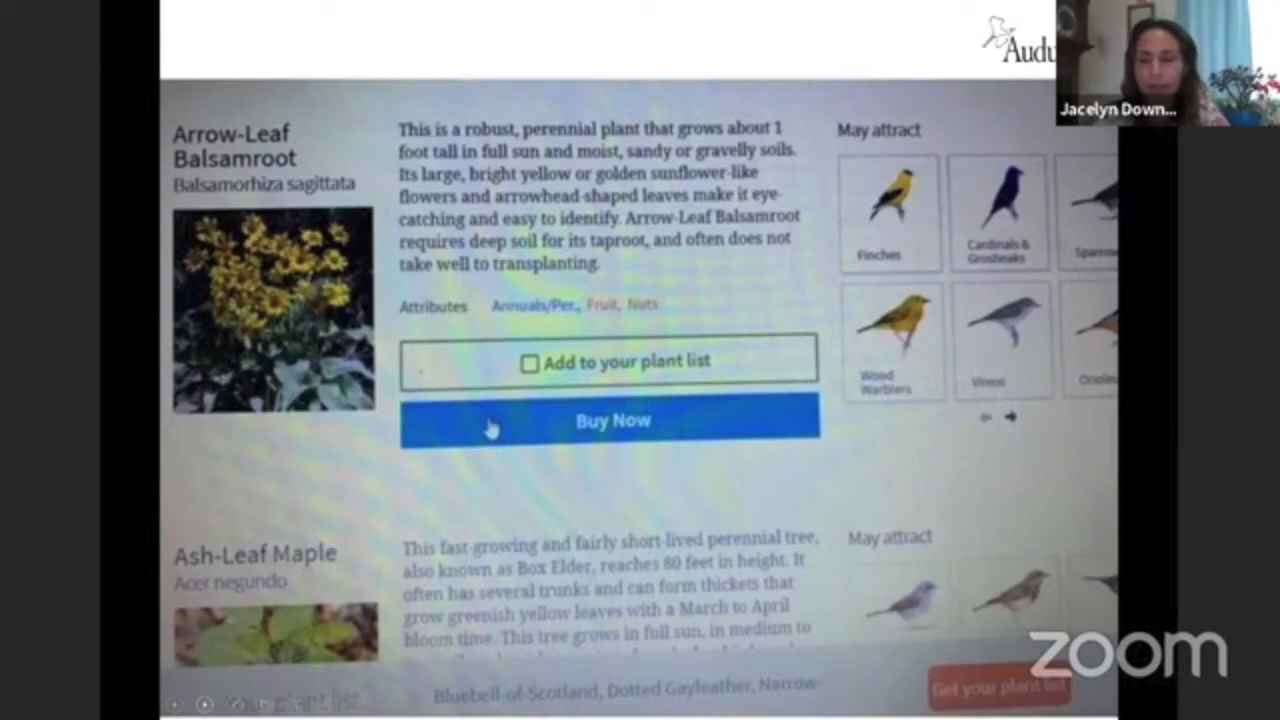 Audu
Jacelyn Down...
Arrow-Leaf
Balsamroot
Balsamorhiza sagittata
This is a robust, perennial plant that grows about 1
foot tall in full sun and moist, sandy or gravelly soils.
Its large, bright yellow or golden sunflower-like
flowers and arrowhead-shaped leaves make it eye-
catching and easy to identify. Arrow-Leaf Balsamroot
requires deep soil for its taproot, and often does not
take well to transplanting.
Attributes Annuals/Per., Fruit, Nuts
Add to your plant list
Buy Now
May attract
Finches
Cardinals &
Grosbeaks
Sparrow
Wood
Warblers
Vireos
Orioles
Ash-Leaf Maple
Acer negundo
This fast-growing and fairly short-lived perennial tree,
also known as Box Elder, reaches 80 feet in height. It
often has several trunks and can form thickets that
grow greenish yellow leaves with a March to April
bloom time. This tree grows in full sun, in medium to
May attract
plant list
Bluebell-of-Scotland, Dotted Gayfeather, Narrow-
Get your plant list
zoom